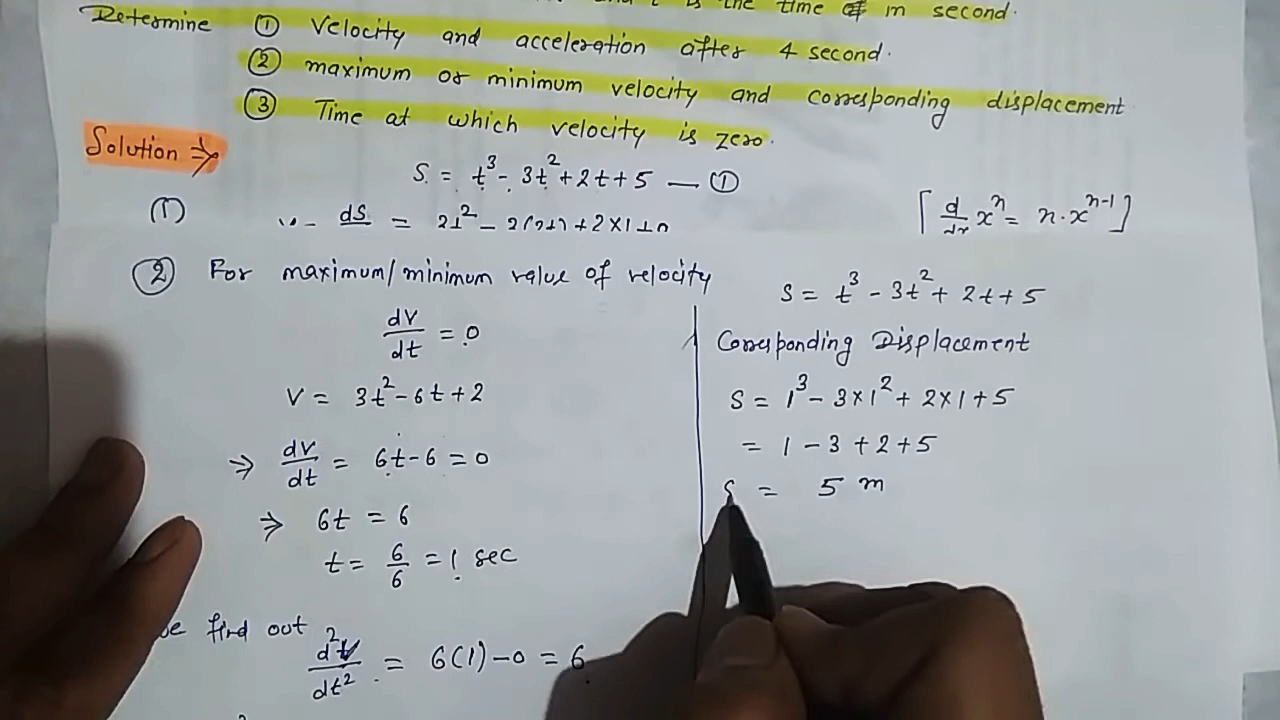 is the time of in second.
Determine ① Velocity and acceleration after 4 second.
② maximum or minimum velocity and corresponding displacement
③ Time at which velocity is zero.
Solution ⇒
S = t³ - 3t² + 2t + 5 — ①
(1) dS/dt = [d/dx xⁿ = n·xⁿ⁻¹]
② For maximum/minimum value of velocity
dv/dt = 0
V = 3t² - 6t + 2
⇒ dv/dt = 6t - 6 = 0
⇒ 6t = 6
t = 6/6 = 1 sec
find out
d²v/dt² = 6(1) - 0 = 6
S = t³ - 3t² + 2t + 5
Corresponding Displacement
S = 1³ - 3×1² + 2×1 + 5
= 1 - 3 + 2 + 5
S = 5 m